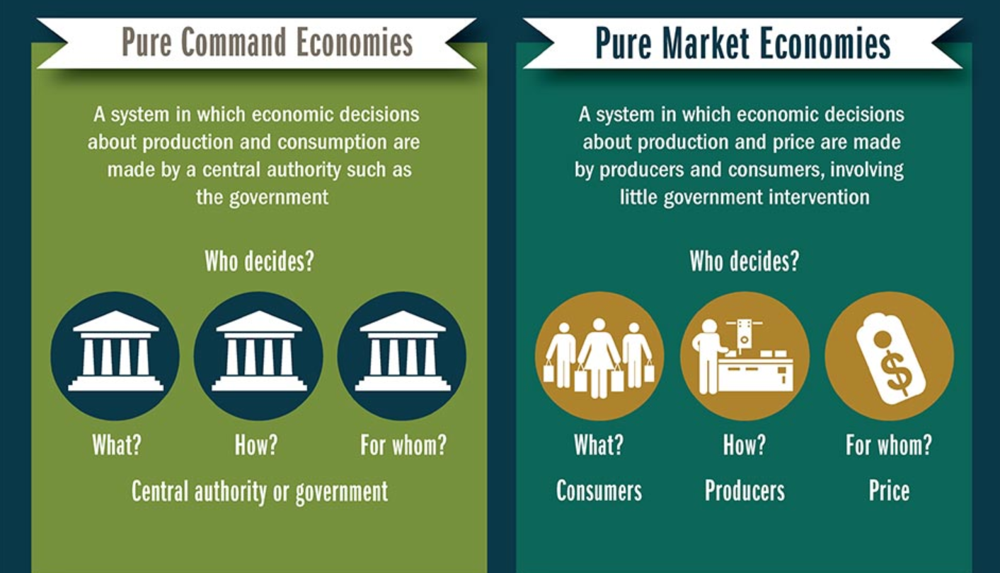 Pure Command Economies
A system in which economic decisions
about production and consumption are
made by a central authority such as
the government
Who decides?
What? How? For whom?
Central authority or government
Pure Market Economies
A system in which economic decisions
about production and price are made
by producers and consumers, involving
little government intervention
Who decides?
$
What? How? For whom?
Consumers Producers Price